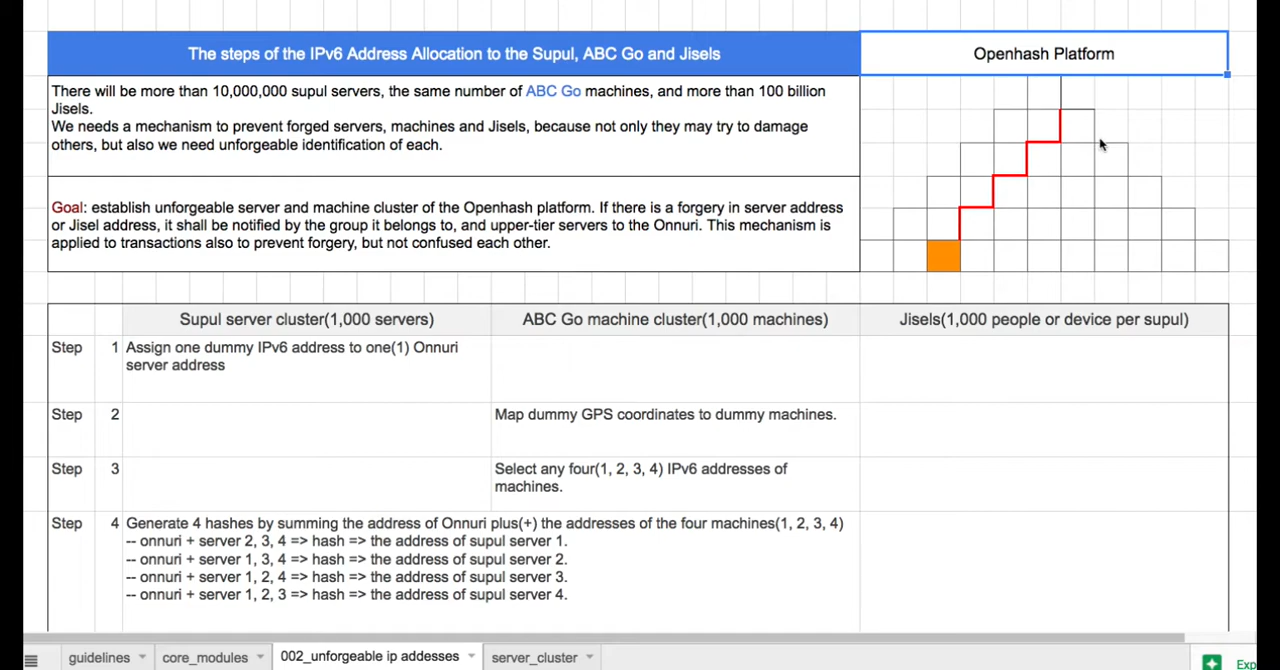 The steps of the IPv6 Address Allocation to the Supul, ABC Go and Jisels
Openhash Platform
There will be more than 10,000,000 supul servers, the same number of ABC Go machines, and more than 100 billion
Jisels.
We needs a mechanism to prevent forged servers, machines and Jisels, because not only they may try to damage
others, but also we need unforgeable identification of each.
Goal: establish unforgeable server and machine cluster of the Openhash platform. If there is a forgery in server address
or Jisel address, it shall be notified by the group it belongs to, and upper-tier servers to the Onnuri. This mechanism is
applied to transactions also to prevent forgery, but not confused each other.
Supul server cluster(1,000 servers)
ABC Go machine cluster(1,000 machines)
Jisels(1,000 people or device per supul)
Step 1 Assign one dummy IPv6 address to one(1) Onnuri
server address
Step 2 Map dummy GPS coordinates to dummy machines.
Step 3 Select any four(1, 2, 3, 4) IPv6 addresses of
machines.
Step 4 Generate 4 hashes by summing the address of Onnuri plus(+) the addresses of the four machines(1, 2, 3, 4)
-- onnuri + server 2, 3, 4 => hash => the address of supul server 1.
-- onnuri + server 1, 3, 4 => hash => the address of supul server 2.
-- onnuri + server 1, 2, 4 => hash => the address of supul server 3.
-- onnuri + server 1, 2, 3 => hash => the address of supul server 4.
guidelines
core_modules
002_unforgeable ip addesses
server_cluster